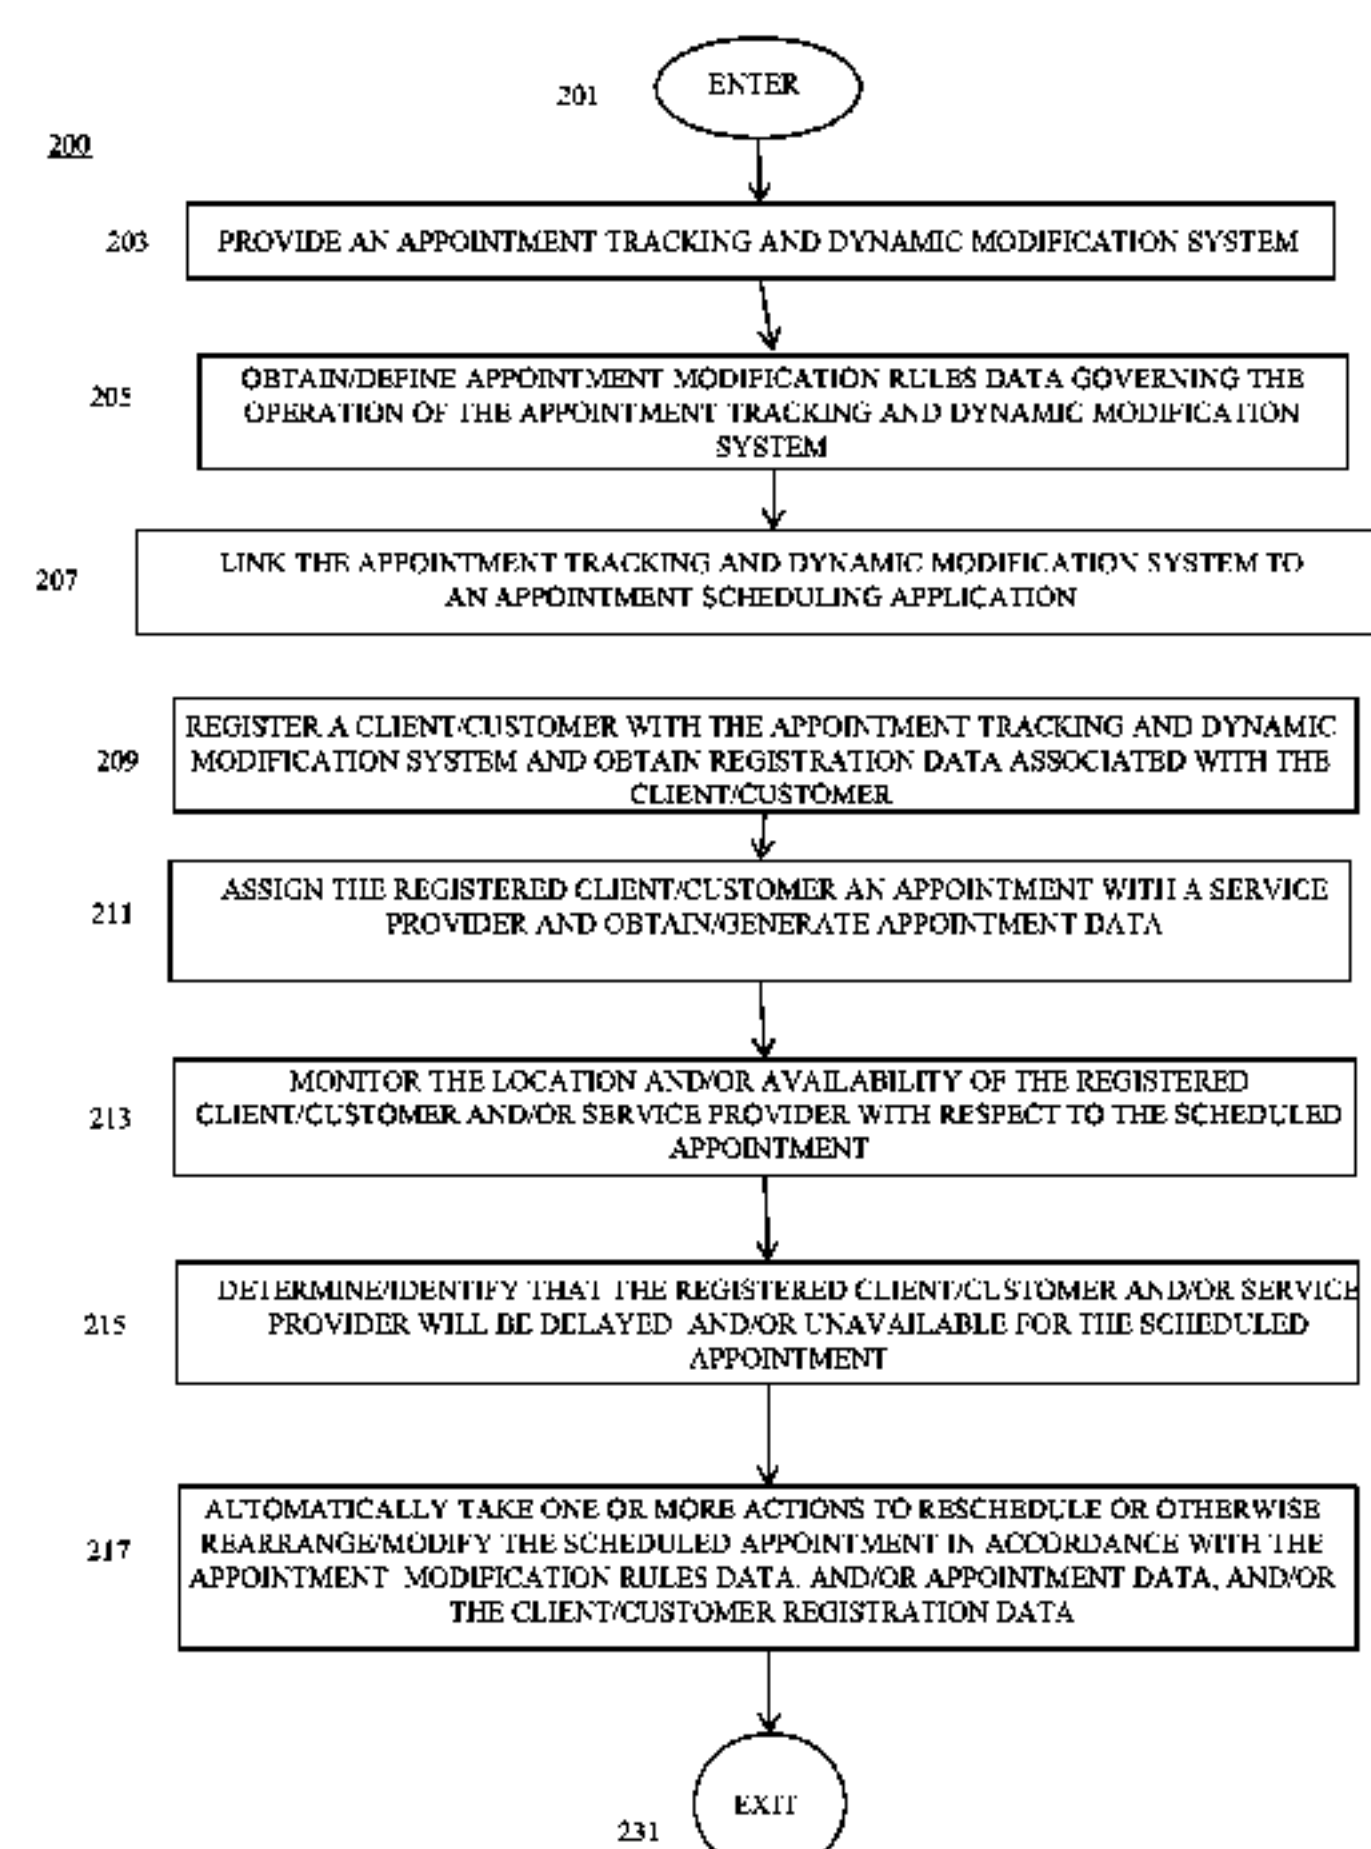 ENTER
201
200
203
PROVIDE AN APPOINTMENT TRACKING AND DYNAMIC MODIFICATION SYSTEM
205
OBTAIN/DEFINE APPOINTMENT MODIFICATION RULES DATA GOVERNING THE
OPERATION OF THE APPOINTMENT TRACKING AND DYNAMIC MODIFICATION
SYSTEM
207
LINK THE APPOINTMENT TRACKING AND DYNAMIC MODIFICATION SYSTEM TO
AN APPOINTMENT SCHEDULING APPLICATION
209
REGISTER A CLIENT/CUSTOMER WITH THE APPOINTMENT TRACKING AND DYNAMIC
MODIFICATION SYSTEM AND OBTAIN REGISTRATION DATA ASSOCIATED WITH THE
CLIENT/CUSTOMER
211
ASSIGN THE REGISTERED CLIENT/CUSTOMER AN APPOINTMENT WITH A SERVICE
PROVIDER AND OBTAIN/GENERATE APPOINTMENT DATA
213
MONITOR THE LOCATION AND/OR AVAILABILITY OF THE REGISTERED
CLIENT/CUSTOMER AND/OR SERVICE PROVIDER WITH RESPECT TO THE SCHEDULED
APPOINTMENT
215
DETERMINE/IDENTIFY THAT THE REGISTERED CLIENT/CUSTOMER AND/OR SERVICE
PROVIDER WILL BE DELAYED AND/OR UNAVAILABLE FOR THE SCHEDULED
APPOINTMENT
217
AUTOMATICALLY TAKE ONE OR MORE ACTIONS TO RESCHEDULE OR OTHERWISE
REARRANGE/MODIFY THE SCHEDULED APPOINTMENT IN ACCORDANCE WITH THE
APPOINTMENT MODIFICATION RULES DATA, AND/OR APPOINTMENT DATA, AND/OR
THE CLIENT/CUSTOMER REGISTRATION DATA
EXIT
231